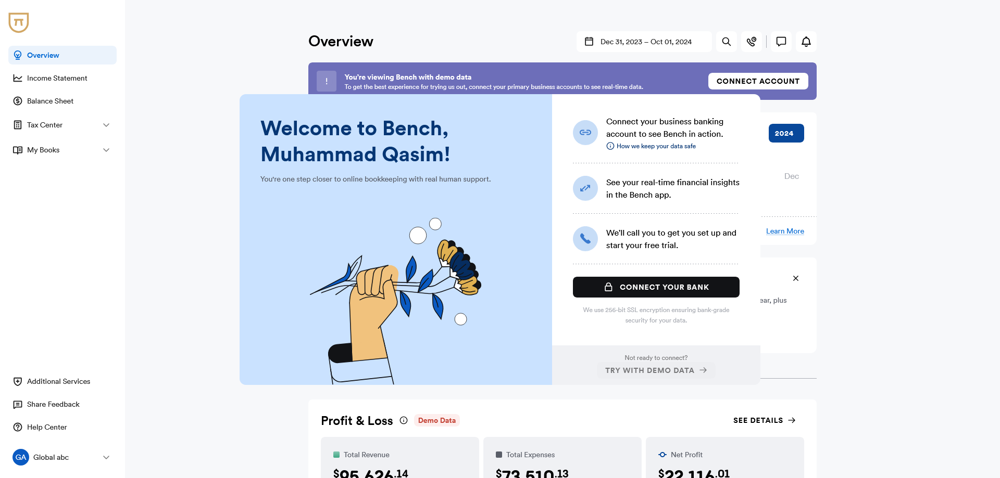 Overview
Income Statement
Balance Sheet
Tax Center
My Books
Additional Services
Share Feedback
Help Center
GA Global abc
Overview
Dec 31, 2023 – Oct 01, 2024
! You're viewing Bench with demo data
To get the best experience for trying us out, connect your primary business accounts to see real-time data.
CONNECT ACCOUNT
Welcome to Bench,
Muhammad Qasim!
You're one step closer to online bookkeeping with real human support.
Connect your business banking
account to see Bench in action.
How we keep your data safe
See your real-time financial insights
in the Bench app.
We'll call you to get you set up and
start your free trial.
CONNECT YOUR BANK
We use 256-bit SSL encryption ensuring bank-grade
security for your data.
Not ready to connect?
TRY WITH DEMO DATA
2024
Dec
Learn More
ear, plus
Profit & Loss
Demo Data
SEE DETAILS
Total Revenue
$95,626.14
Total Expenses
$73,510.13
Net Profit
$22,116.01